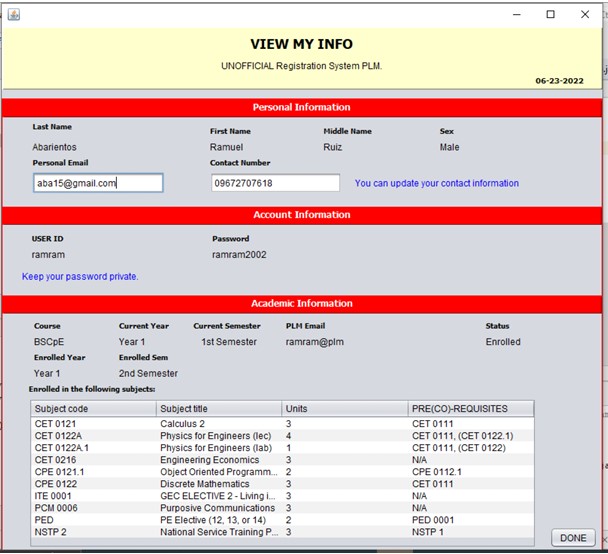 VIEW MY INFO
UNOFFICIAL Registration System PLM.
06-23-2022
Personal Information
Last Name First Name Middle Name Sex
Abarientos Ramuel Ruiz Male
Personal Email Contact Number
aba15@gmail.com 09672707618 You can update your contact information
Account Information
USER ID Password
ramram ramram2002
Keep your password private.
Academic Information
Course Current Year Current Semester PLM Email Status
BSCpE Year 1 1st Semester ramram@plm Enrolled
Enrolled Year Enrolled Sem
Year 1 2nd Semester
Enrolled in the following subjects:
Subject code Subject title Units PRE(CO)-REQUISITES
CET 0121 Calculus 2 3 CET 0111
CET 0122A Physics for Engineers (lec) 4 CET 0111, (CET 0122.1)
CET 0122A.1 Physics for Engineers (lab) 1 CET 0111, (CET 0122)
CET 0216 Engineering Economics 3 N/A
CPE 0121.1 Object Oriented Programm... 2 CPE 0112.1
CPE 0122 Discrete Mathematics 3 CET 0111
ITE 0001 GEC ELECTIVE 2 - Living i... 3 N/A
PCM 0006 Purposive Communications 3 N/A
PED PE Elective (12, 13, or 14) 2 PED 0001
NSTP 2 National Service Training P... 3 NSTP 1
DONE